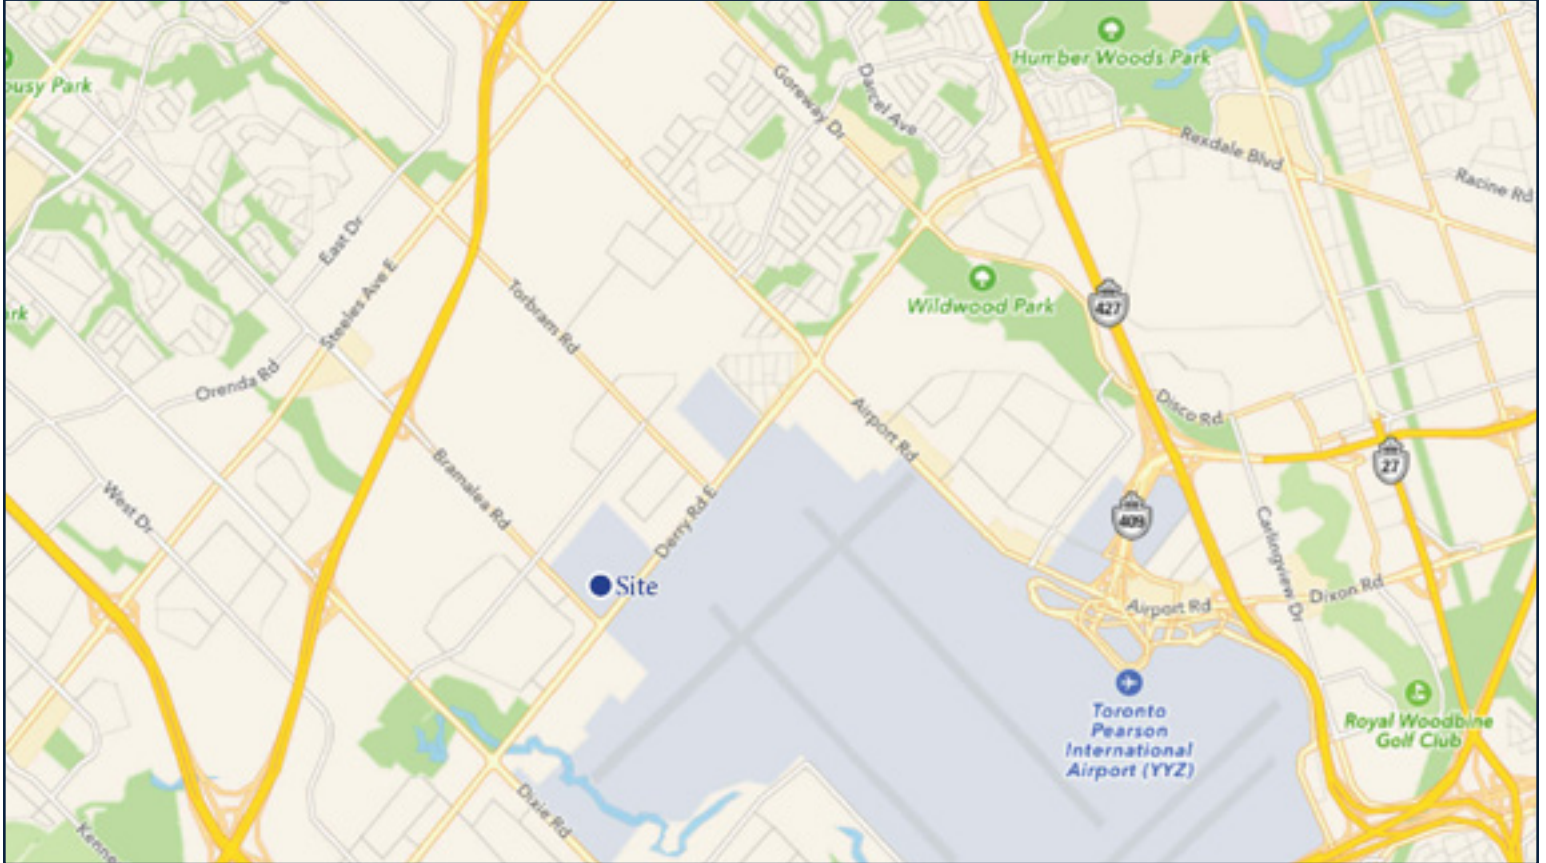 Humber Woods Park
Goreway Dr
Darcel Ave
Rexdale Blvd
Racine Rd
ousy Park
East Dr
Steeles Ave E
Torbram Rd
Wildwood Park
427
ark
Orenda Rd
Disco Rd
Airport Rd
27
Bramalea Rd
West Dr
Derry Rd E
409
Carlingview Dr
Site
Dixon Rd
Airport Rd
Toronto
Pearson
International
Airport (YYZ)
Royal Woodbine
Golf Club
Dixie Rd
Kenne